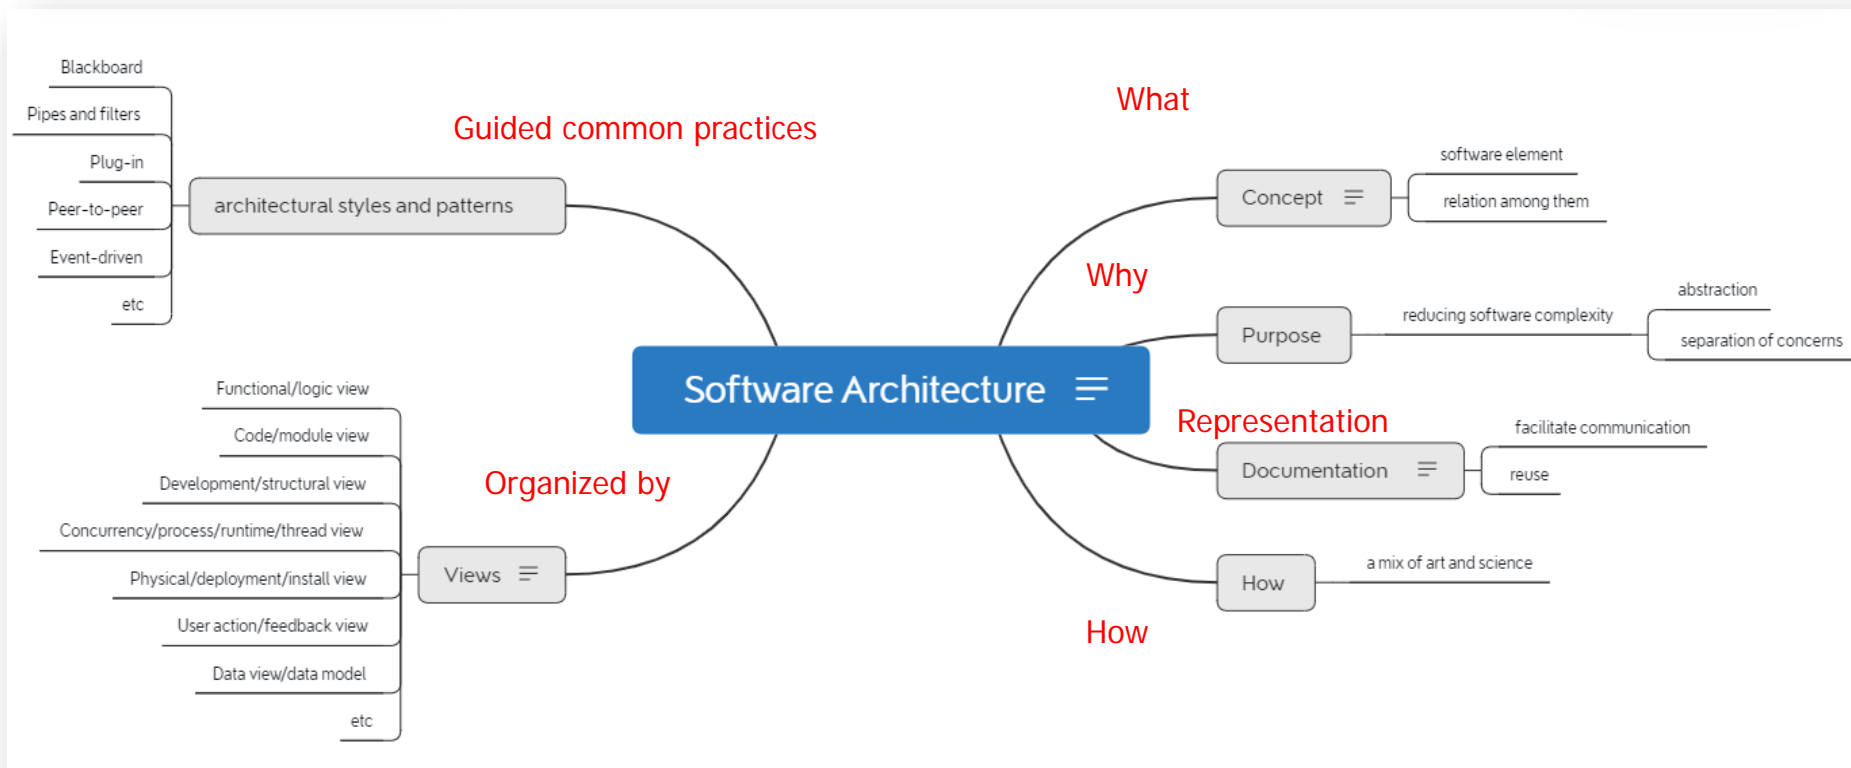 Blackboard
Pipes and filters
Plug-in
Peer-to-peer
Event-driven
etc
architectural styles and patterns
Guided common practices
Functional/logic view
Code/module view
Development/structural view
Concurrency/process/runtime/thread view
Physical/deployment/install view
User action/feedback view
Data view/data model
etc
Views
Organized by
Software Architecture
What
Concept
software element
relation among them
Why
Purpose
reducing software complexity
abstraction
separation of concerns
Representation
Documentation
facilitate communication
reuse
How
a mix of art and science
How